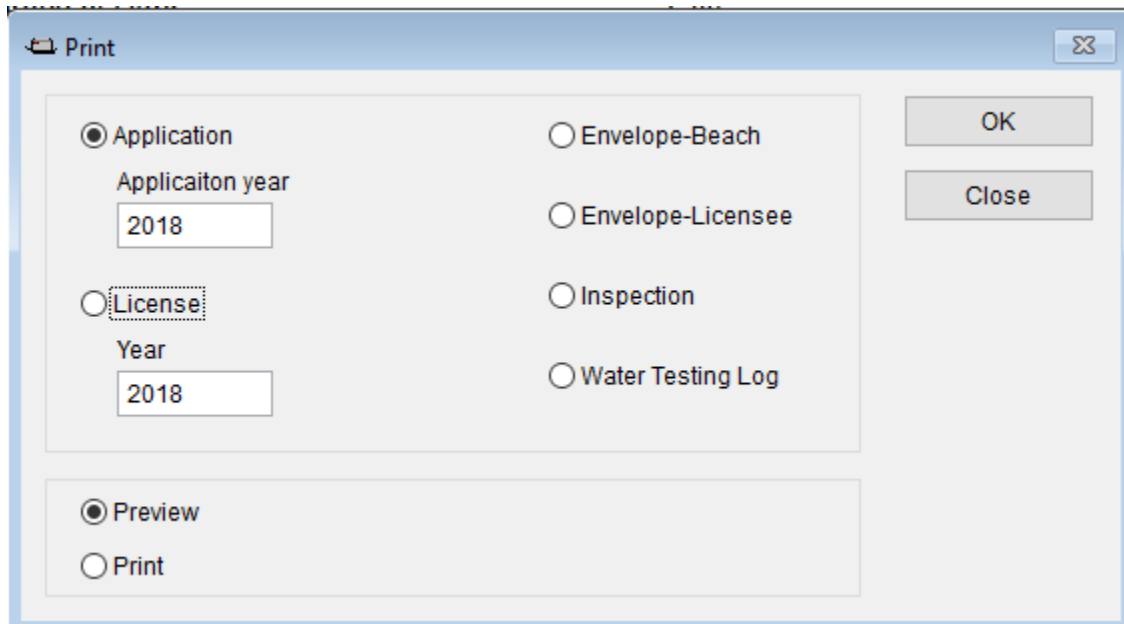 Print
Application
Applicaiton year
2018
License
Year
2018
Envelope-Beach
Envelope-Licensee
Inspection
Water Testing Log
Preview
Print
OK
Close